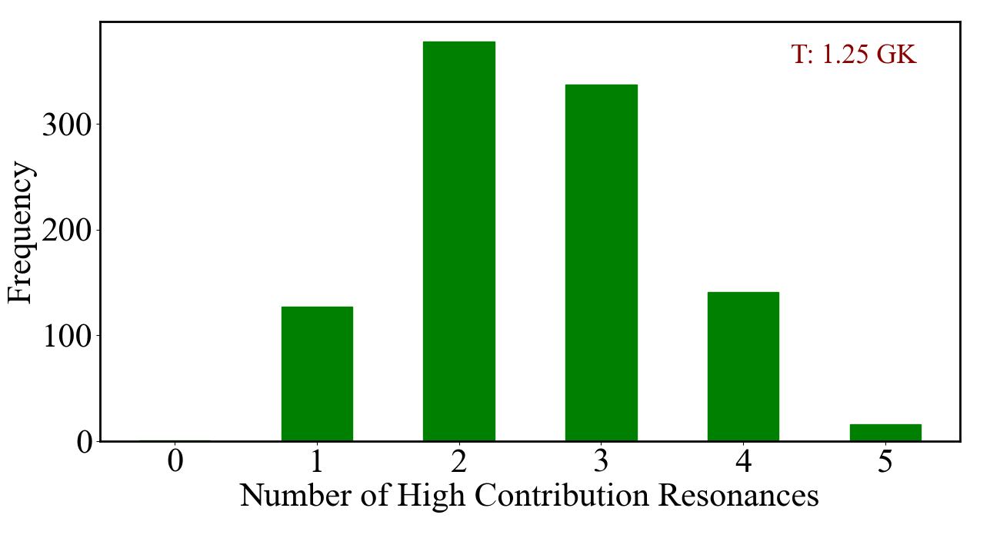 T: 1.25 GK
Frequency
300
200
100
0
0 1 2 3 4 5
Number of High Contribution Resonances